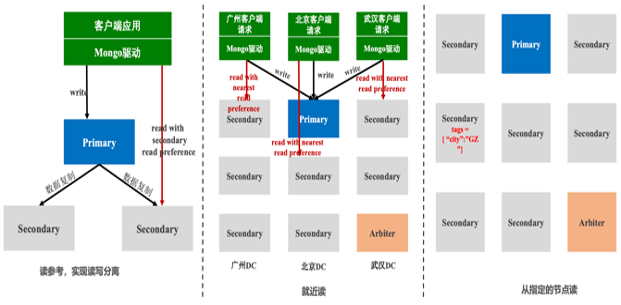 客户端应用
Mongo驱动
write
Primary
read with
secondary
read preference
数据复制
数据复制
Secondary
Secondary
读参考，实现读写分离
广州客户端
请求
Mongo驱动
北京客户端
请求
Mongo驱动
武汉客户端
请求
Mongo驱动
write
write
write
read with
nearest
read
preference
read with nearest
read preference
Secondary
Primary
Secondary
read with nearest
read preference
Secondary
Secondary
Secondary
Secondary
Secondary
Arbiter
广州DC
北京DC
武汉DC
就近读
Secondary
Primary
Secondary
Secondary
tags =
{ “city”:”GZ
“}
Secondary
Secondary
Secondary
Secondary
Arbiter
从指定的节点读